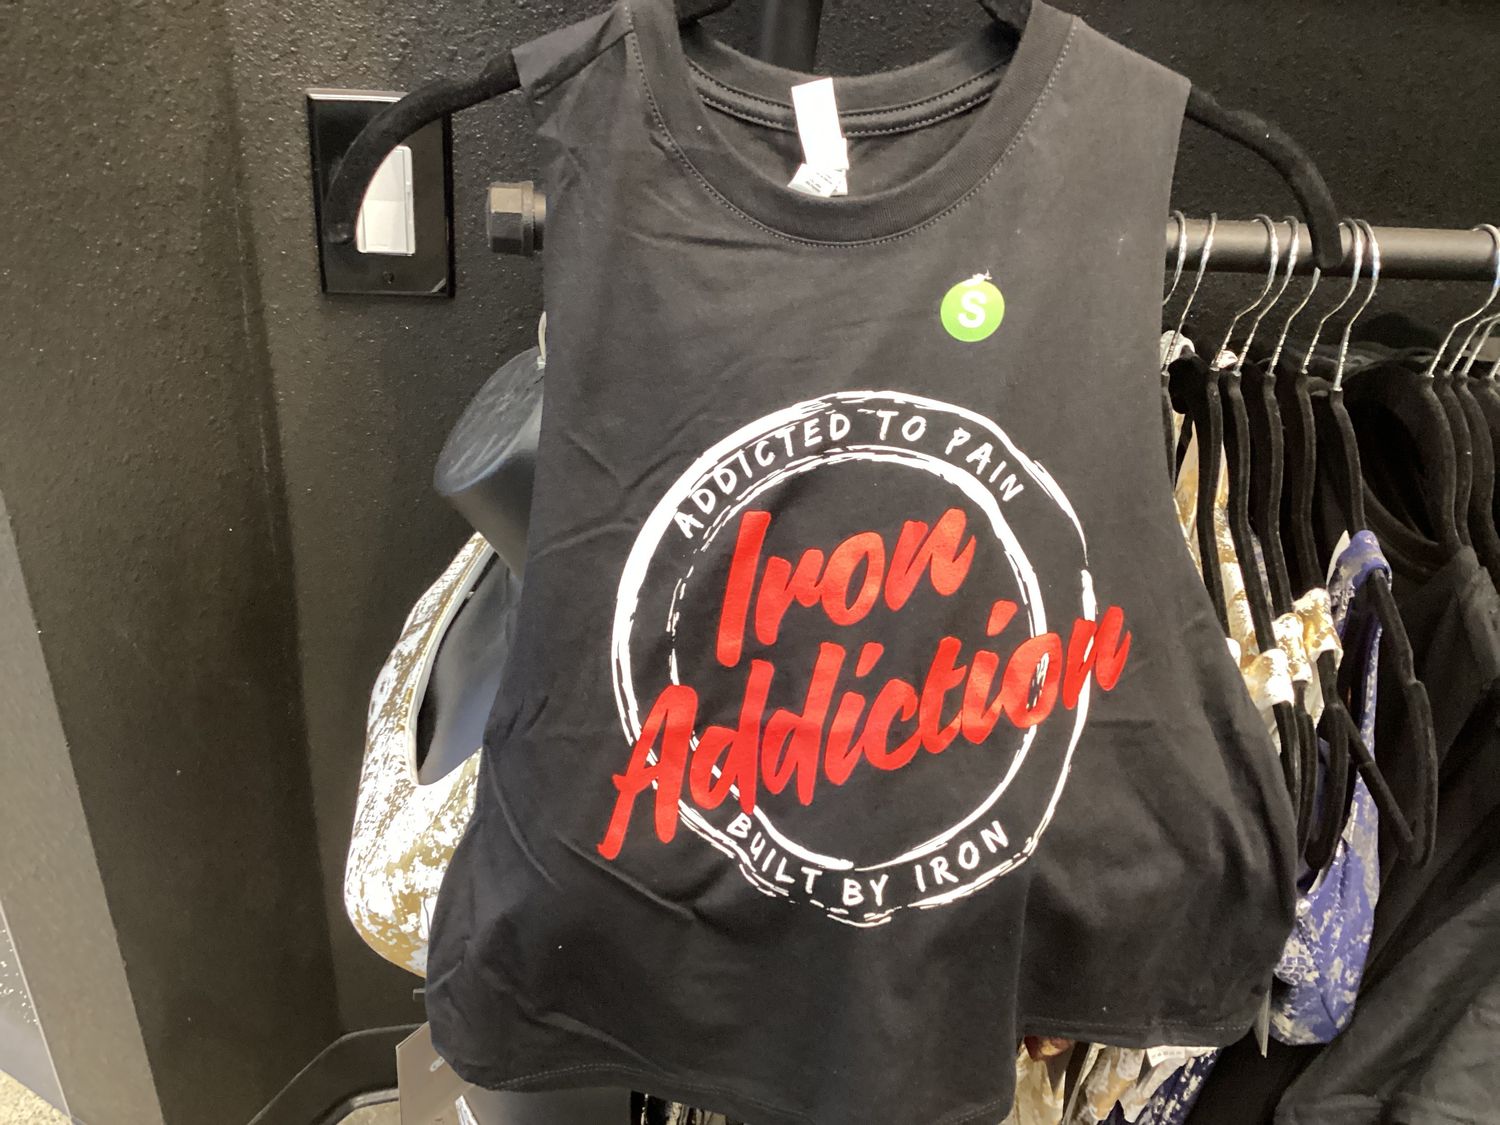 S
ADDICTED TO PAIN
Iron
Addiction
BUILT BY IRON